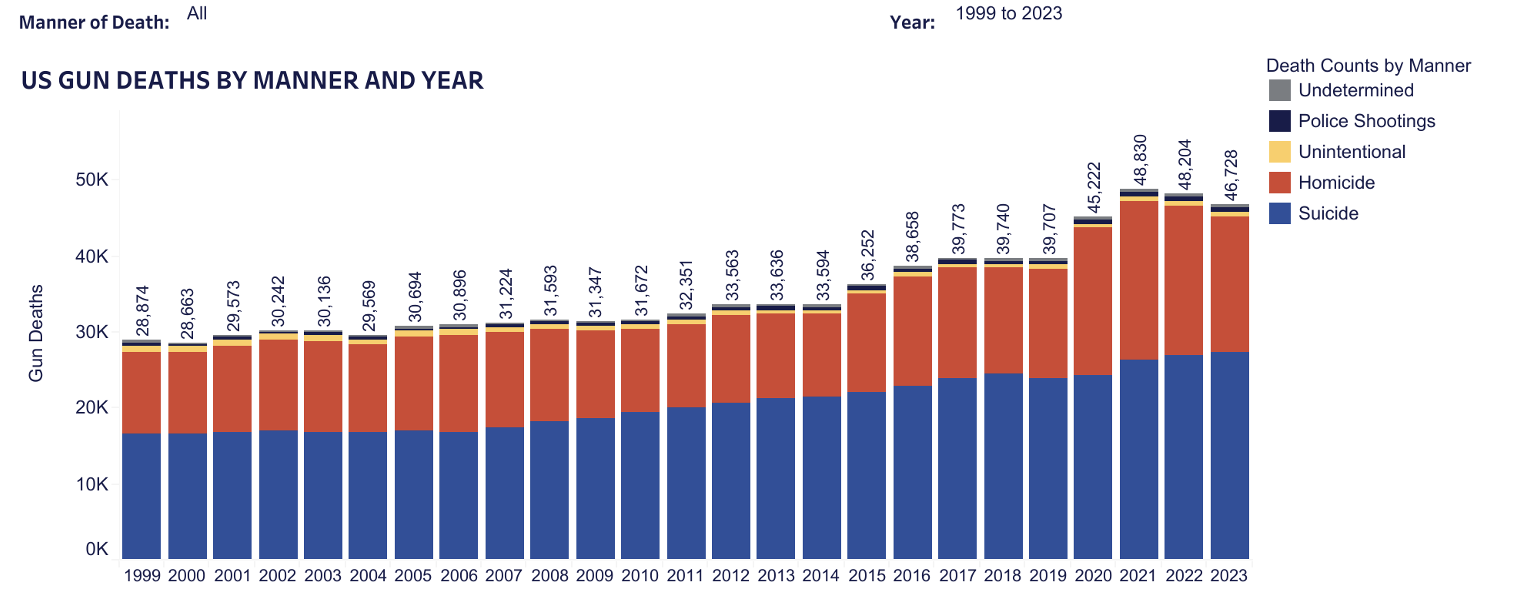 Manner of Death: All
Year: 1999 to 2023
US GUN DEATHS BY MANNER AND YEAR
Death Counts by Manner
Undetermined
Police Shootings
Unintentional
Homicide
Suicide
Gun Deaths
50K
40K
30K
20K
10K
0K
28,874
28,663
29,573
30,242
30,136
29,569
30,694
30,896
31,224
31,593
31,347
31,672
32,351
33,563
33,636
33,594
36,252
38,658
39,773
39,740
39,707
45,222
48,830
48,204
46,728
1999 2000 2001 2002 2003 2004 2005 2006 2007 2008 2009 2010 2011 2012 2013 2014 2015 2016 2017 2018 2019 2020 2021 2022 2023